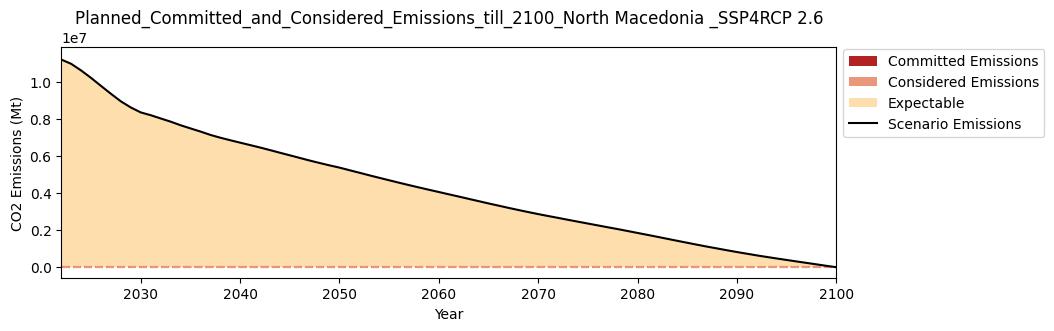 Planned_Committed_and_Considered_Emissions_till_2100_North Macedonia _SSP4RCP 2.6
1e7
1.0
0.8
0.6
0.4
0.2
0.0
CO2 Emissions (Mt)
2030
2040
2050
2060
2070
2080
2090
2100
Year
Committed Emissions
Considered Emissions
Expectable
Scenario Emissions